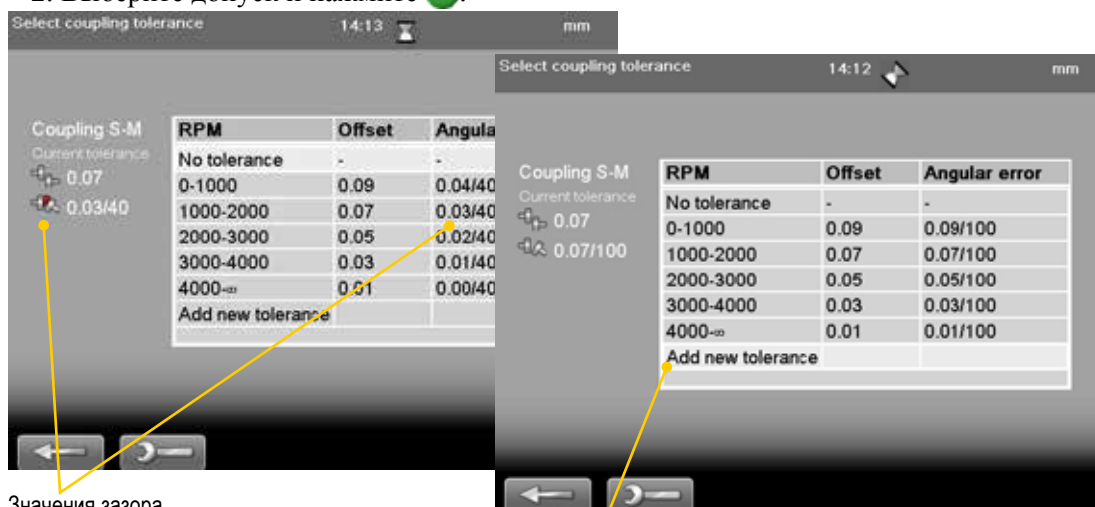 2. Выберите допуск и нажмите .
Select coupling tolerance 14:13 mm
Coupling S-M
Current tolerance
0.07
0.03/40
RPM Offset Angula
No tolerance - -
0-1000 0.09 0.04/40
1000-2000 0.07 0.03/40
2000-3000 0.05 0.02/40
3000-4000 0.03 0.01/40
4000-∞ 0.01 0.00/40
Add new tolerance
Значения зазора
Select coupling tolerance 14:12 mm
Coupling S-M
Current tolerance
0.07
0.07/100
RPM Offset Angular error
No tolerance - -
0-1000 0.09 0.09/100
1000-2000 0.07 0.07/100
2000-3000 0.05 0.05/100
3000-4000 0.03 0.03/100
4000-∞ 0.01 0.01/100
Add new tolerance